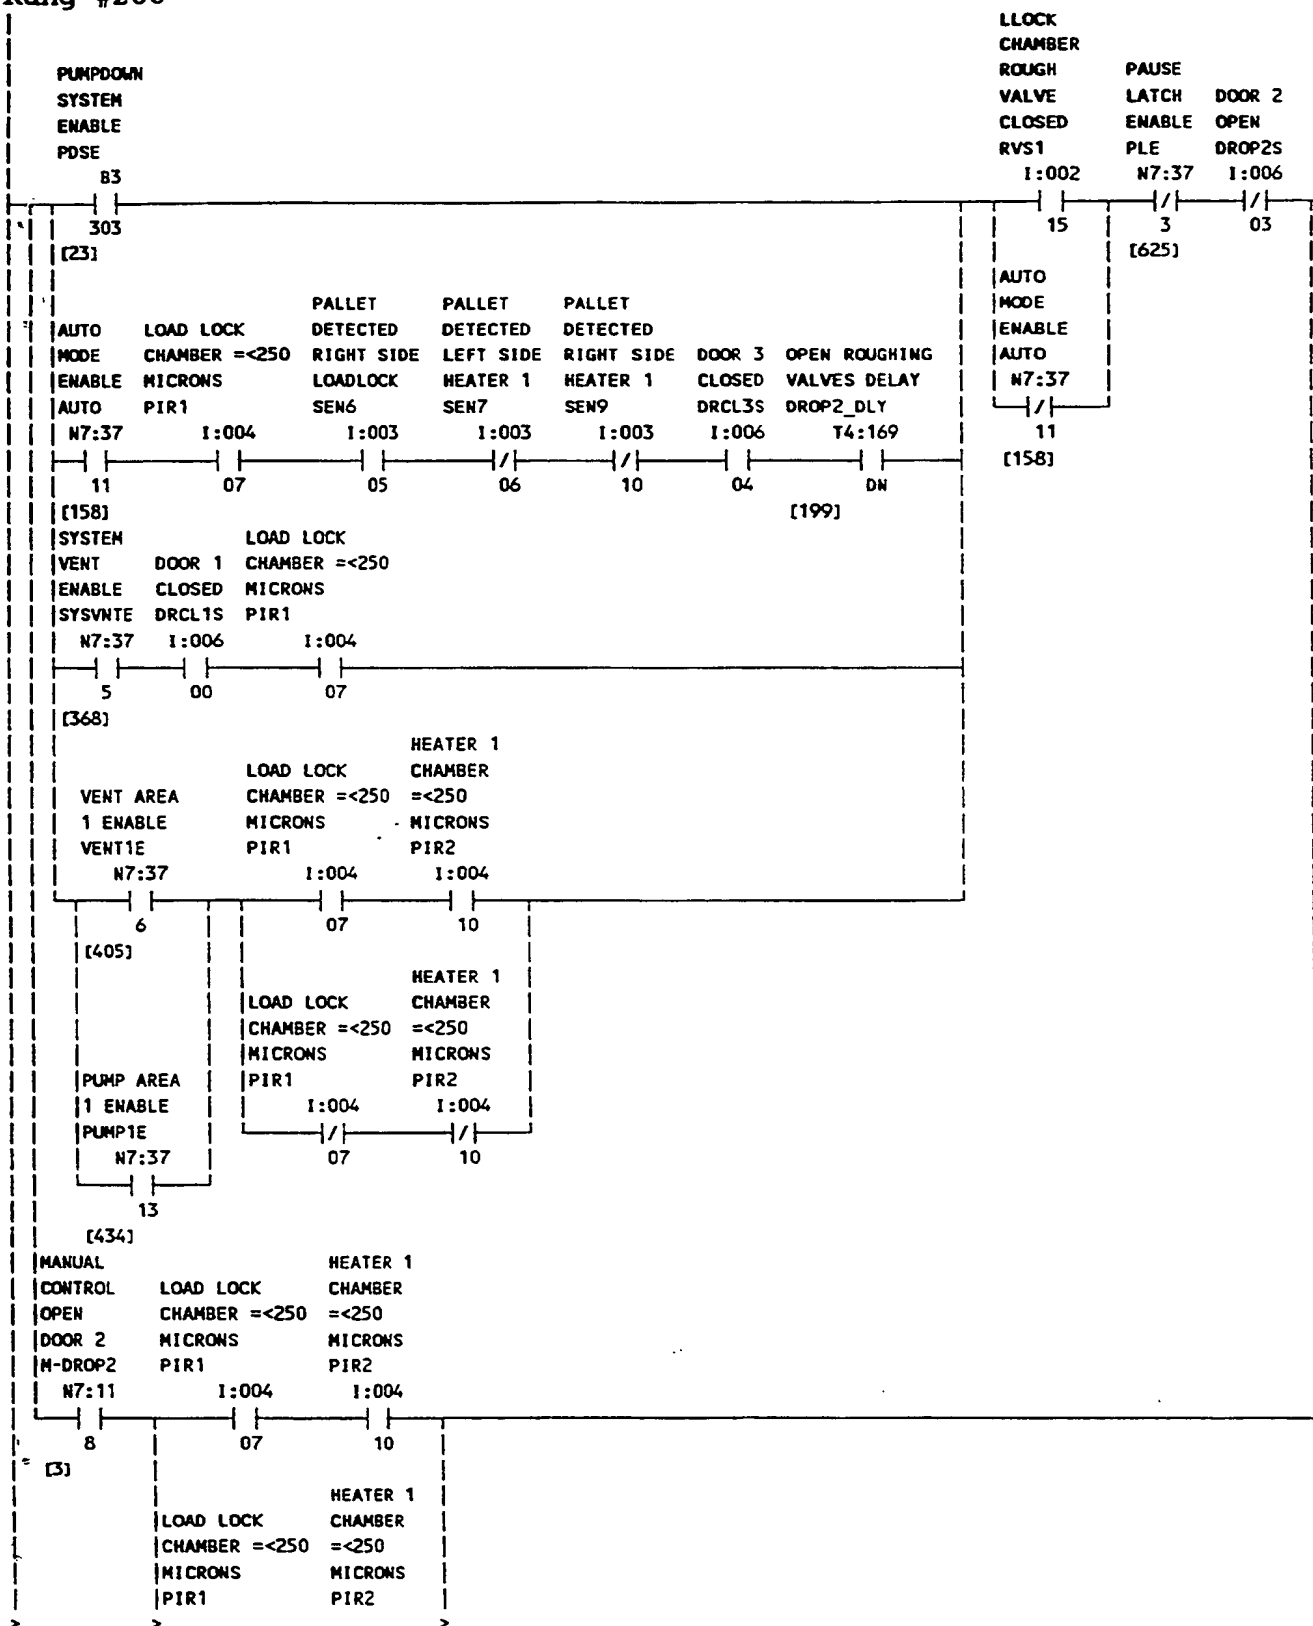 LLOCK
CHAMBER
PUMPDOWN ROUGH PAUSE
SYSTEM VALVE LATCH DOOR 2
ENABLE CLOSED ENABLE OPEN
PDSE RVS1 PLE DROP2S
B3 I:002 N7:37 I:006
303 15 3 03
[23] [625]
AUTO
PALLET PALLET PALLET MODE
AUTO LOAD LOCK DETECTED DETECTED DETECTED ENABLE
MODE CHAMBER =<250 RIGHT SIDE LEFT SIDE RIGHT SIDE DOOR 3 OPEN ROUGHING AUTO
ENABLE MICRONS LOADLOCK HEATER 1 HEATER 1 CLOSED VALVES DELAY N7:37
AUTO PIR1 SEN6 SEN7 SEN9 DRCL3S DROP2_DLY
N7:37 I:004 I:003 I:003 I:003 I:006 T4:169 11
11 07 05 06 10 04 DN [158]
[158] [199]
SYSTEM LOAD LOCK
VENT DOOR 1 CHAMBER =<250
ENABLE CLOSED MICRONS
SYSVNTE DRCL1S PIR1
N7:37 I:006 I:004
5 00 07
[368]
HEATER 1
LOAD LOCK CHAMBER
VENT AREA CHAMBER =<250 =<250
1 ENABLE MICRONS MICRONS
VENT1E PIR1 PIR2
N7:37 I:004 I:004
6 07 10
[405]
HEATER 1
LOAD LOCK CHAMBER
CHAMBER =<250 =<250
MICRONS MICRONS
PUMP AREA PIR1 PIR2
1 ENABLE I:004 I:004
PUMP1E
N7:37 07 10
13
[434]
MANUAL HEATER 1
CONTROL LOAD LOCK CHAMBER
OPEN CHAMBER =<250 =<250
DOOR 2 MICRONS MICRONS
M-DROP2 PIR1 PIR2
N7:11 I:004 I:004
8 07 10
[3]
HEATER 1
LOAD LOCK CHAMBER
CHAMBER =<250 =<250
MICRONS MICRONS
PIR1 PIR2